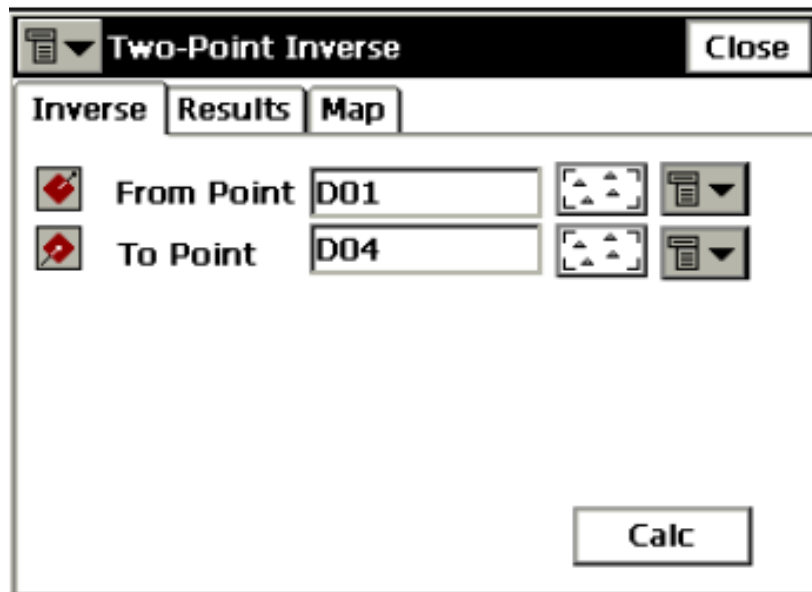 Two-Point Inverse Close
Inverse Results Map
From Point D01
To Point D04
Calc